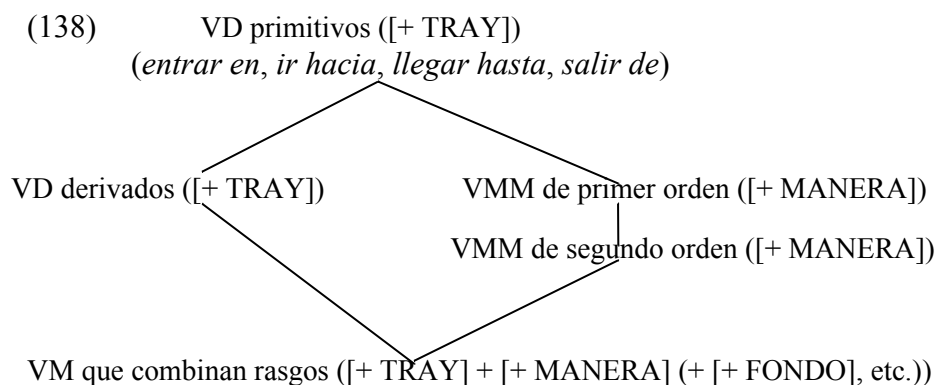 (138) VD primitivos ([+ TRAY])
(entrar en, ir hacia, llegar hasta, salir de)
VD derivados ([+ TRAY]) VMM de primer orden ([+ MANERA])
VMM de segundo orden ([+ MANERA])
VM que combinan rasgos ([+ TRAY] + [+ MANERA] (+ [+ FONDO], etc.))